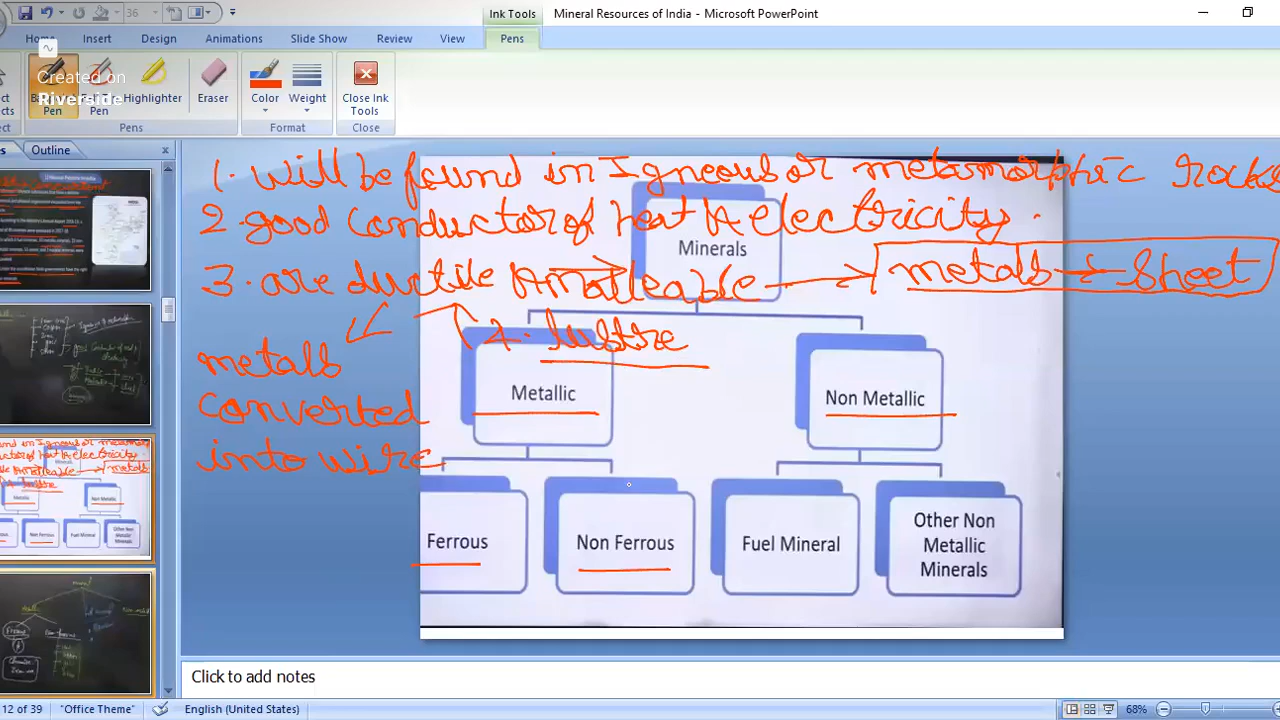 36
Ink Tools
Mineral Resources of India - Microsoft PowerPoint
Home Insert Design Animations Slide Show Review View Pens
Created on
Riverside
Pen
Pen
Highlighter
Eraser
Color
Weight
Close Ink
Tools
Pens
Format
Close
Outline
1. will be found in Igneous or metamorphic rocks
2. good conductor of heat & electricity.
3. are ductile & malleable → metals → Sheet
4. lustre
metals
converted
into wire
Minerals
Metallic
Non Metallic
Ferrous
Non Ferrous
Fuel Mineral
Other Non
Metallic
Minerals
Click to add notes
12 of 39
"Office Theme"
English (United States)
68%